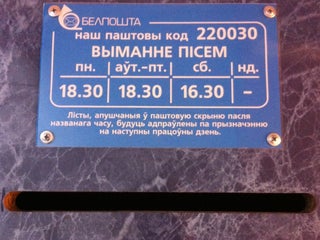 БЕЛПОШТА
наш паштовы код 220030
ВЫМАННЕ ПІСЕМ
пн. аўт.-пт. сб. нд.
18.30 18.30 16.30 –
Лісты, апушчаныя ў паштовую скрыню пасля
названага часу, будуць адпраўлены па прызначэнню
на наступны працоўны дзень.